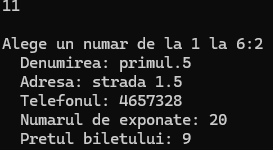 11
Alege un numar de la 1 la 6:2
Denumirea: primul.5
Adresa: strada 1.5
Telefonul: 4657328
Numarul de exponate: 20
Pretul biletului: 9